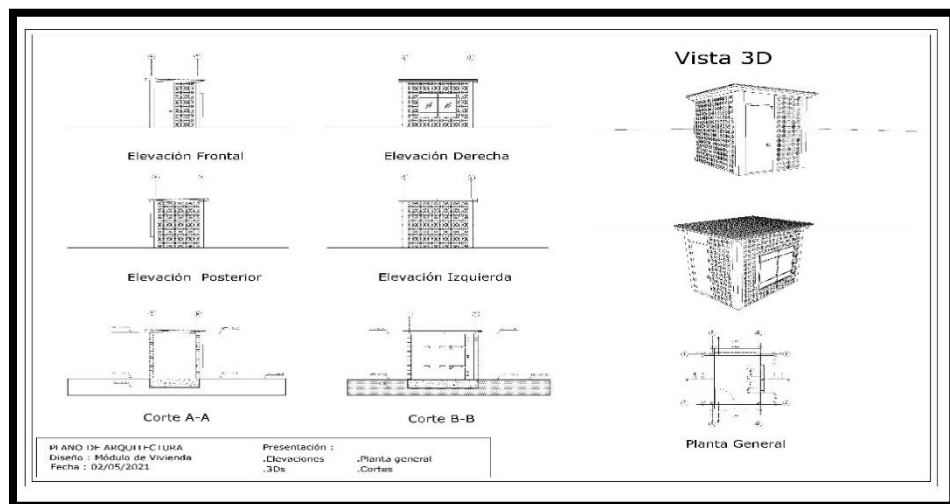 Vista 3D
Elevación Frontal
Elevación Derecha
Elevación Posterior
Elevación Izquierda
Corte A-A
Corte B-B
Planta General
PLANO DE ARQUITECTURA
Diseño : Módulo de Vivienda
Fecha : 02/05/2021
Presentación :
.Elevaciones .Planta general
.3Ds .Cortes